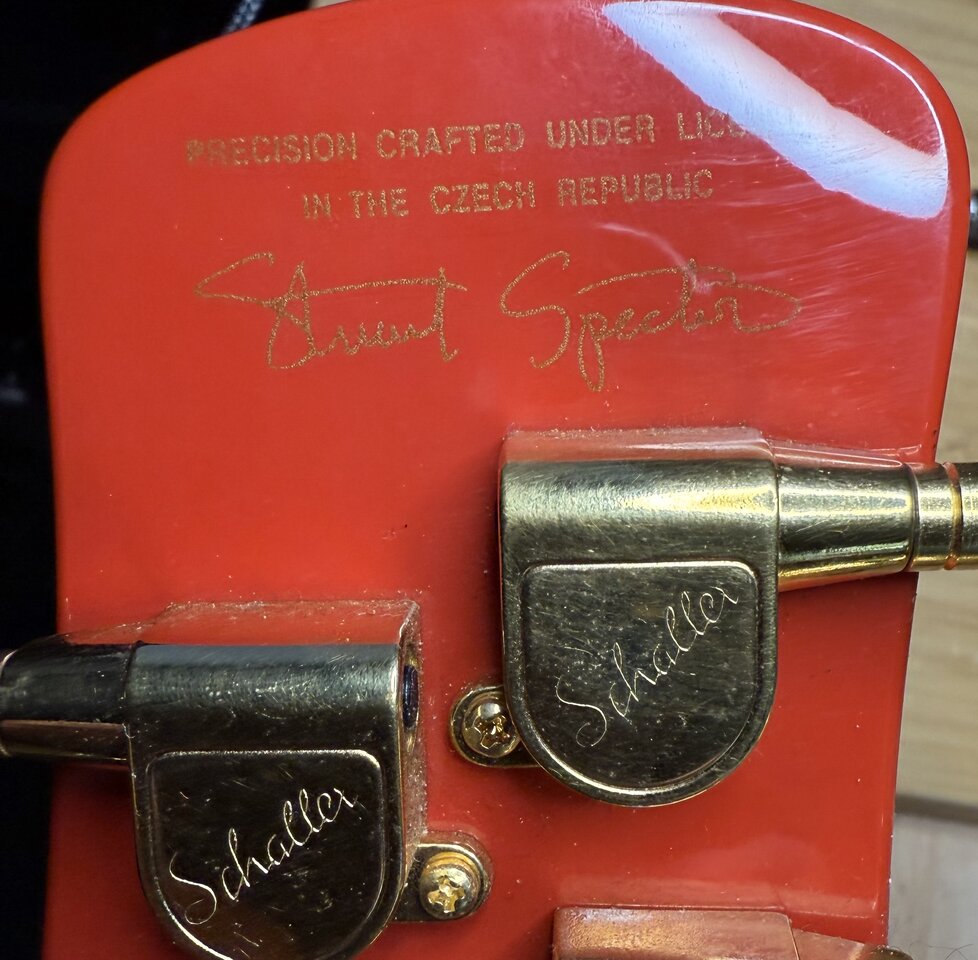 PRECISION CRAFTED UNDER
IN THE CZECH REPUBLIC
Stuart Spector
Schaller
Schaller